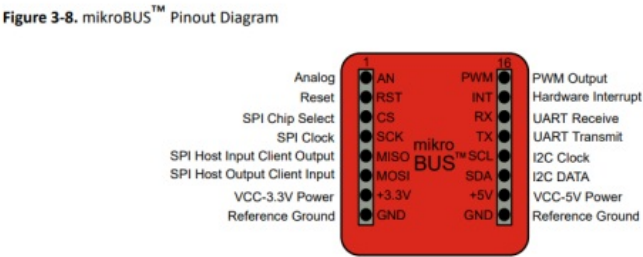 Figure 3-8. mikroBUS™ Pinout Diagram
1 16
Analog AN PWM PWM Output
Reset RST INT Hardware Interrupt
SPI Chip Select CS RX UART Receive
SPI Clock SCK TX UART Transmit
mikro
BUS™
SPI Host Input Client Output MISO SCL I2C Clock
SPI Host Output Client Input MOSI SDA I2C DATA
VCC-3.3V Power +3.3V +5V VCC-5V Power
Reference Ground GND GND Reference Ground